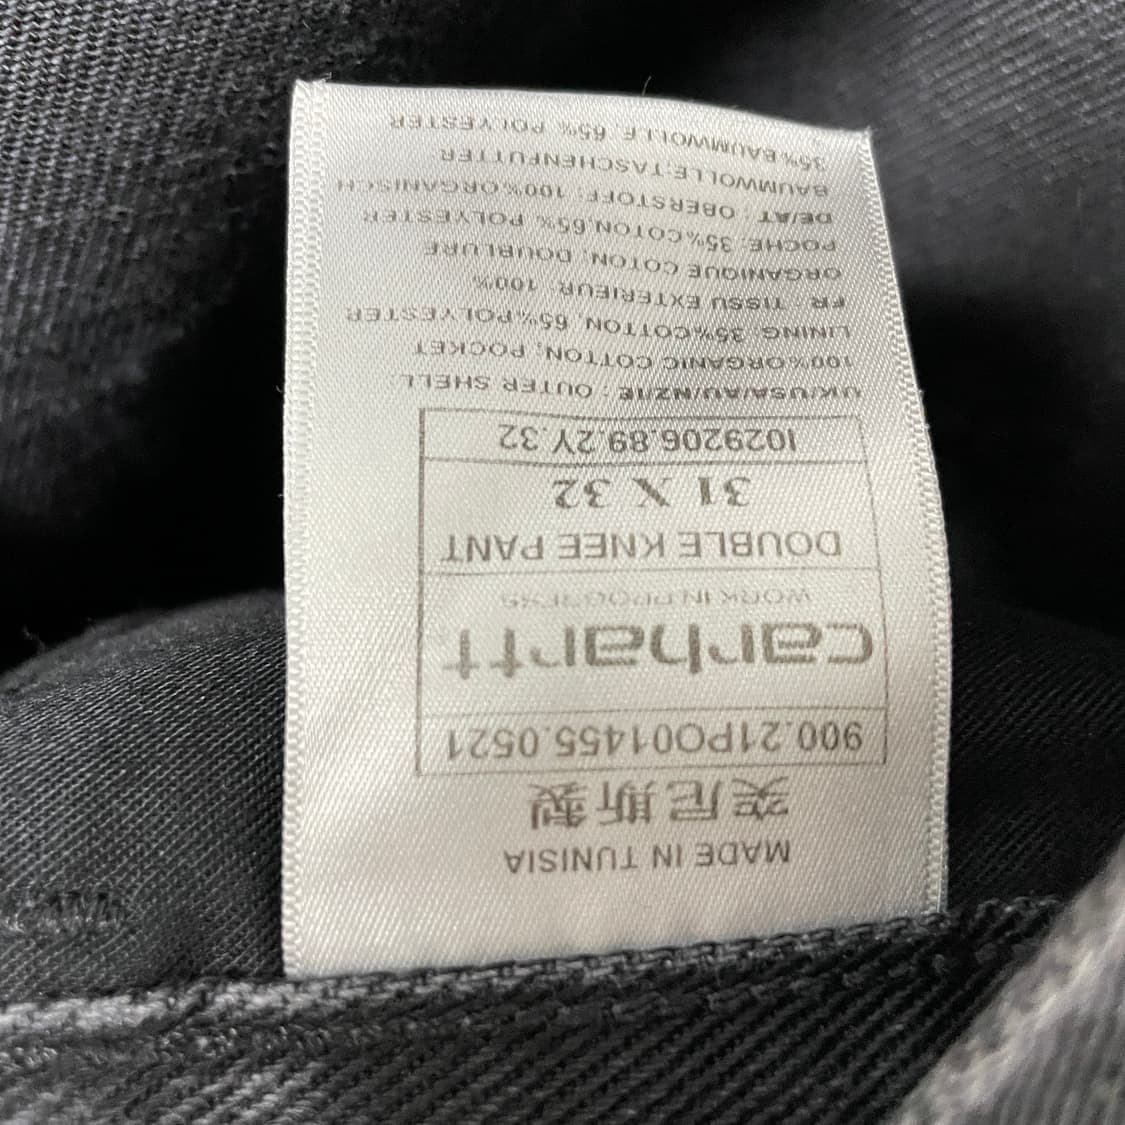 MADE IN TUNISIA
突尼斯製
900.21PO01455.0521
carhartt
WORK IN PROGRESS
DOUBLE KNEE PANT
31 X 32
I029206.89.2Y.32
UK/USA/AU/NZ/IE : OUTER SHELL:
100%ORGANIC COTTON, POCKET
LINING: 35%COTTON, 65%POLYESTER
FR : TISSU EXTERIEUR: 100%
ORGANIQUE COTON; DOUBLURE
POCHE: 35%COTON,65% POLYESTER
DE/AT : OBERSTOFF: 100%ORGANISCH
BAUMWOLLE;TASCHENFUTTER
35% BAUMWOLLE, 65% POLYESTER